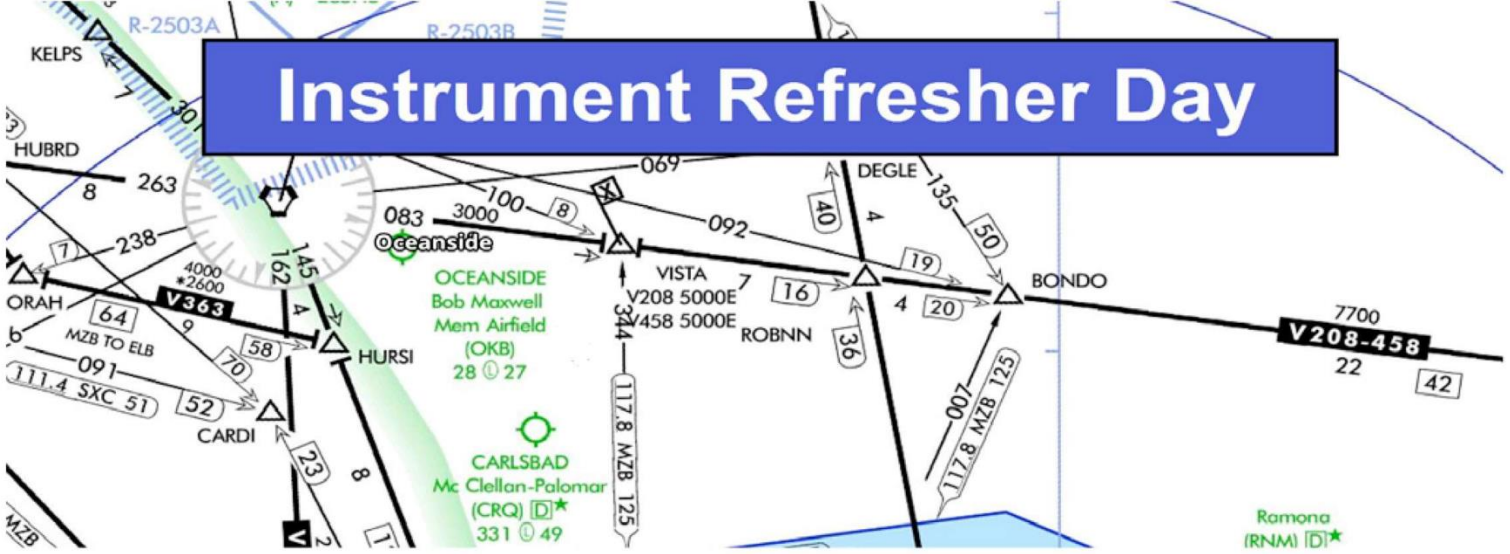 R-2503A
R-2503B
KELPS
7
301
Instrument Refresher Day
HUBRD
8
263
069
DEGLE
135
083
3000
100
8
092
40
4
50
Oceanside
7
238
162
145
4000
*2600
V363
9
4
ORAH
64
MZB TO ELB
58
HURSI
OCEANSIDE
Bob Maxwell
Mem Airfield
(OKB)
28 Ⓛ 27
VISTA
V208 5000E
V458 5000E
7
16
ROBNN
19
4
20
BONDO
36
344
7700
V208-458
22
42
6
091
111.4 SXC 51
52
70
CARDI
23
8
CARLSBAD
Mc Clellan-Palomar
(CRQ) D★
331 Ⓛ 49
117.8 MZB 125
007
117.8 MZB 125
MZB
V
2
Ramona
(RNM) D★